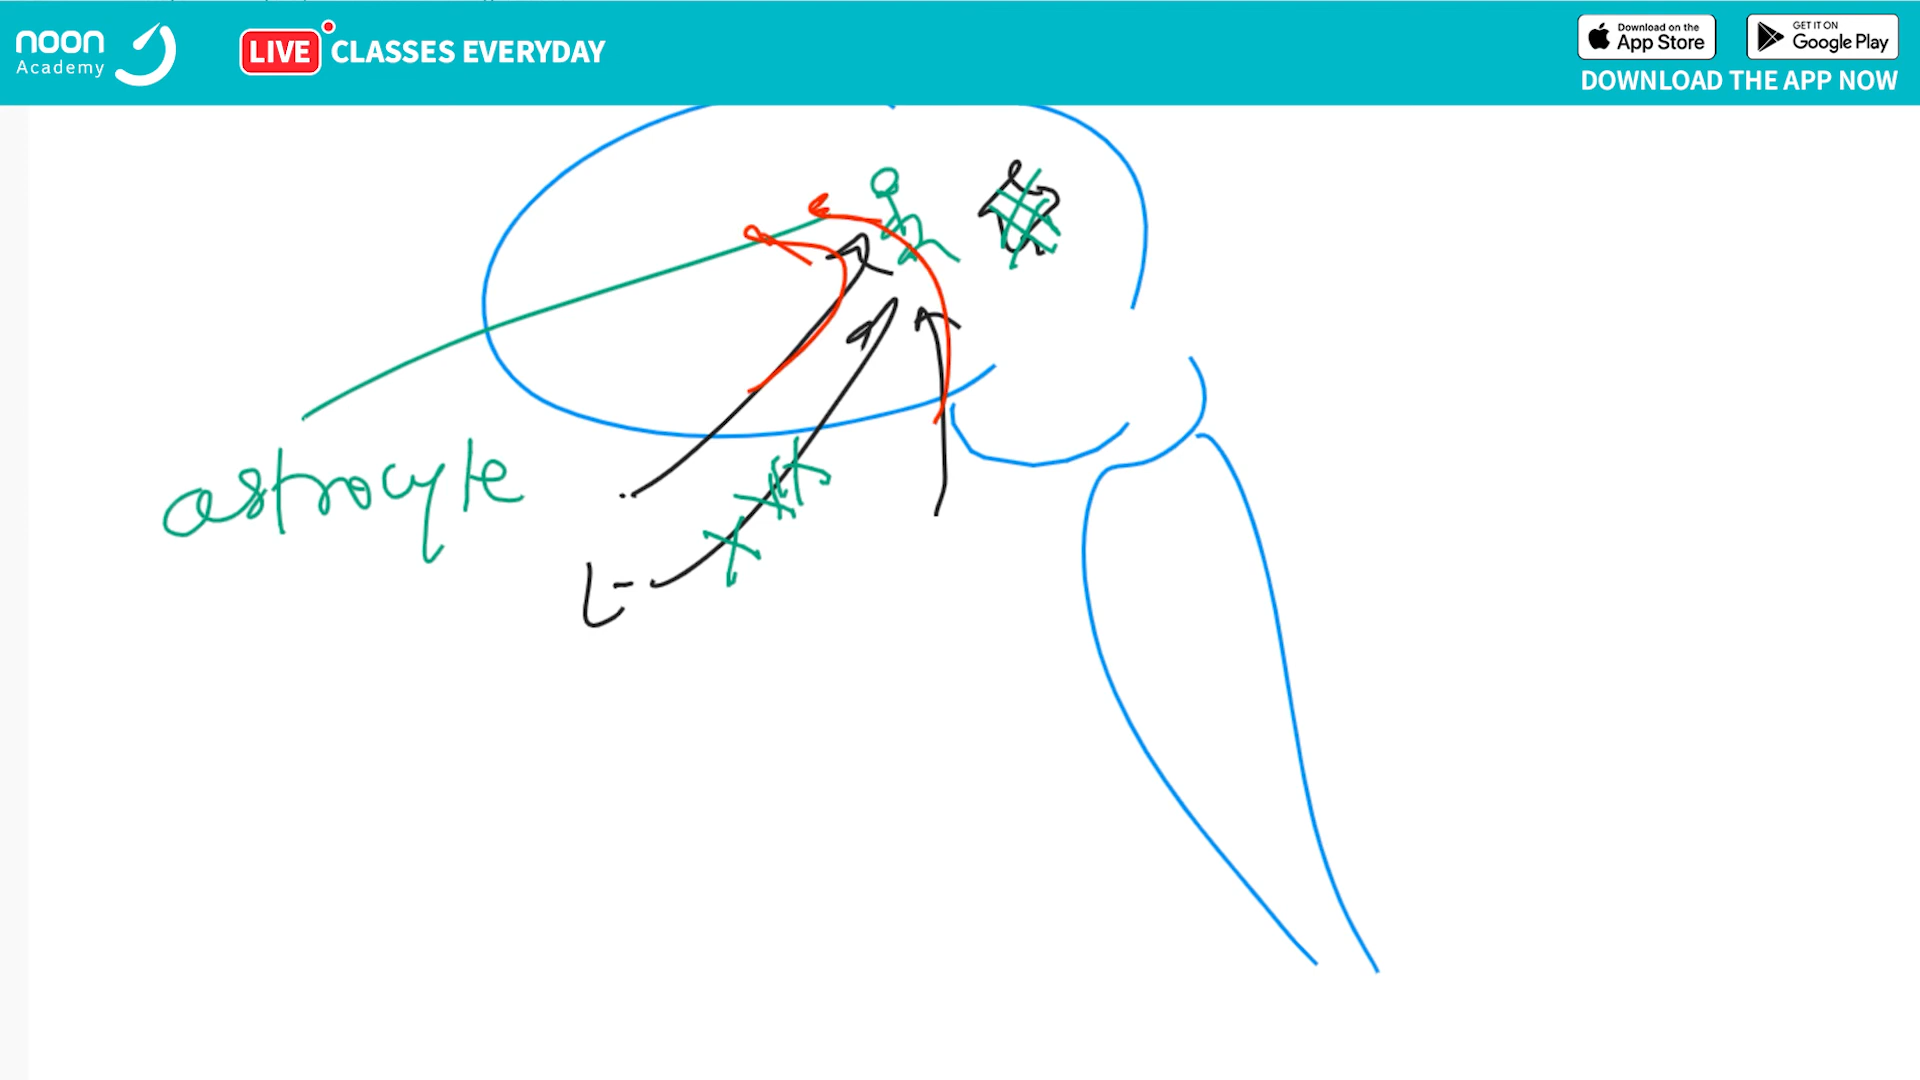 noon
Academy
LIVE CLASSES EVERYDAY
Download on the
App Store
GET IT ON
Google Play
DOWNLOAD THE APP NOW
astrocyte